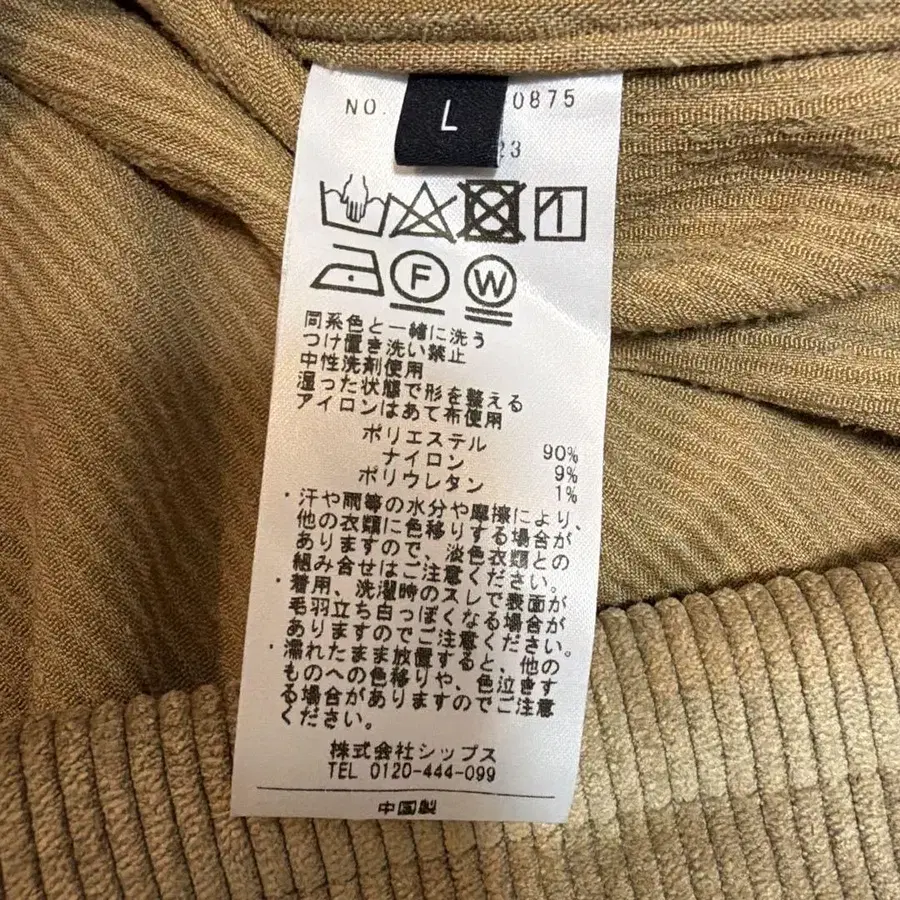 NO. 0875
L
23
F W
同系色と一緒に洗う
つけ置き洗い禁止
中性洗剤使用
湿った状態で形を整える
アイロンはあて布使用
ポリエステル 90%
ナイロン 9%
ポリウレタン 1%
・汗や雨等の水分や摩擦により、
他の衣類に色移りする場合が
ありますので、淡色衣類との
組み合せはご注意ください。
・着用、洗濯時のスレで表面が
毛羽立ち白っぽくなる場合が
ありますのでご注意ください。
・濡れたまま放置すると、他の
ものへの色移りや、色泣きす
る場合がありますのでご注意
ください。
株式会社シップス
TEL 0120-444-099
中国製